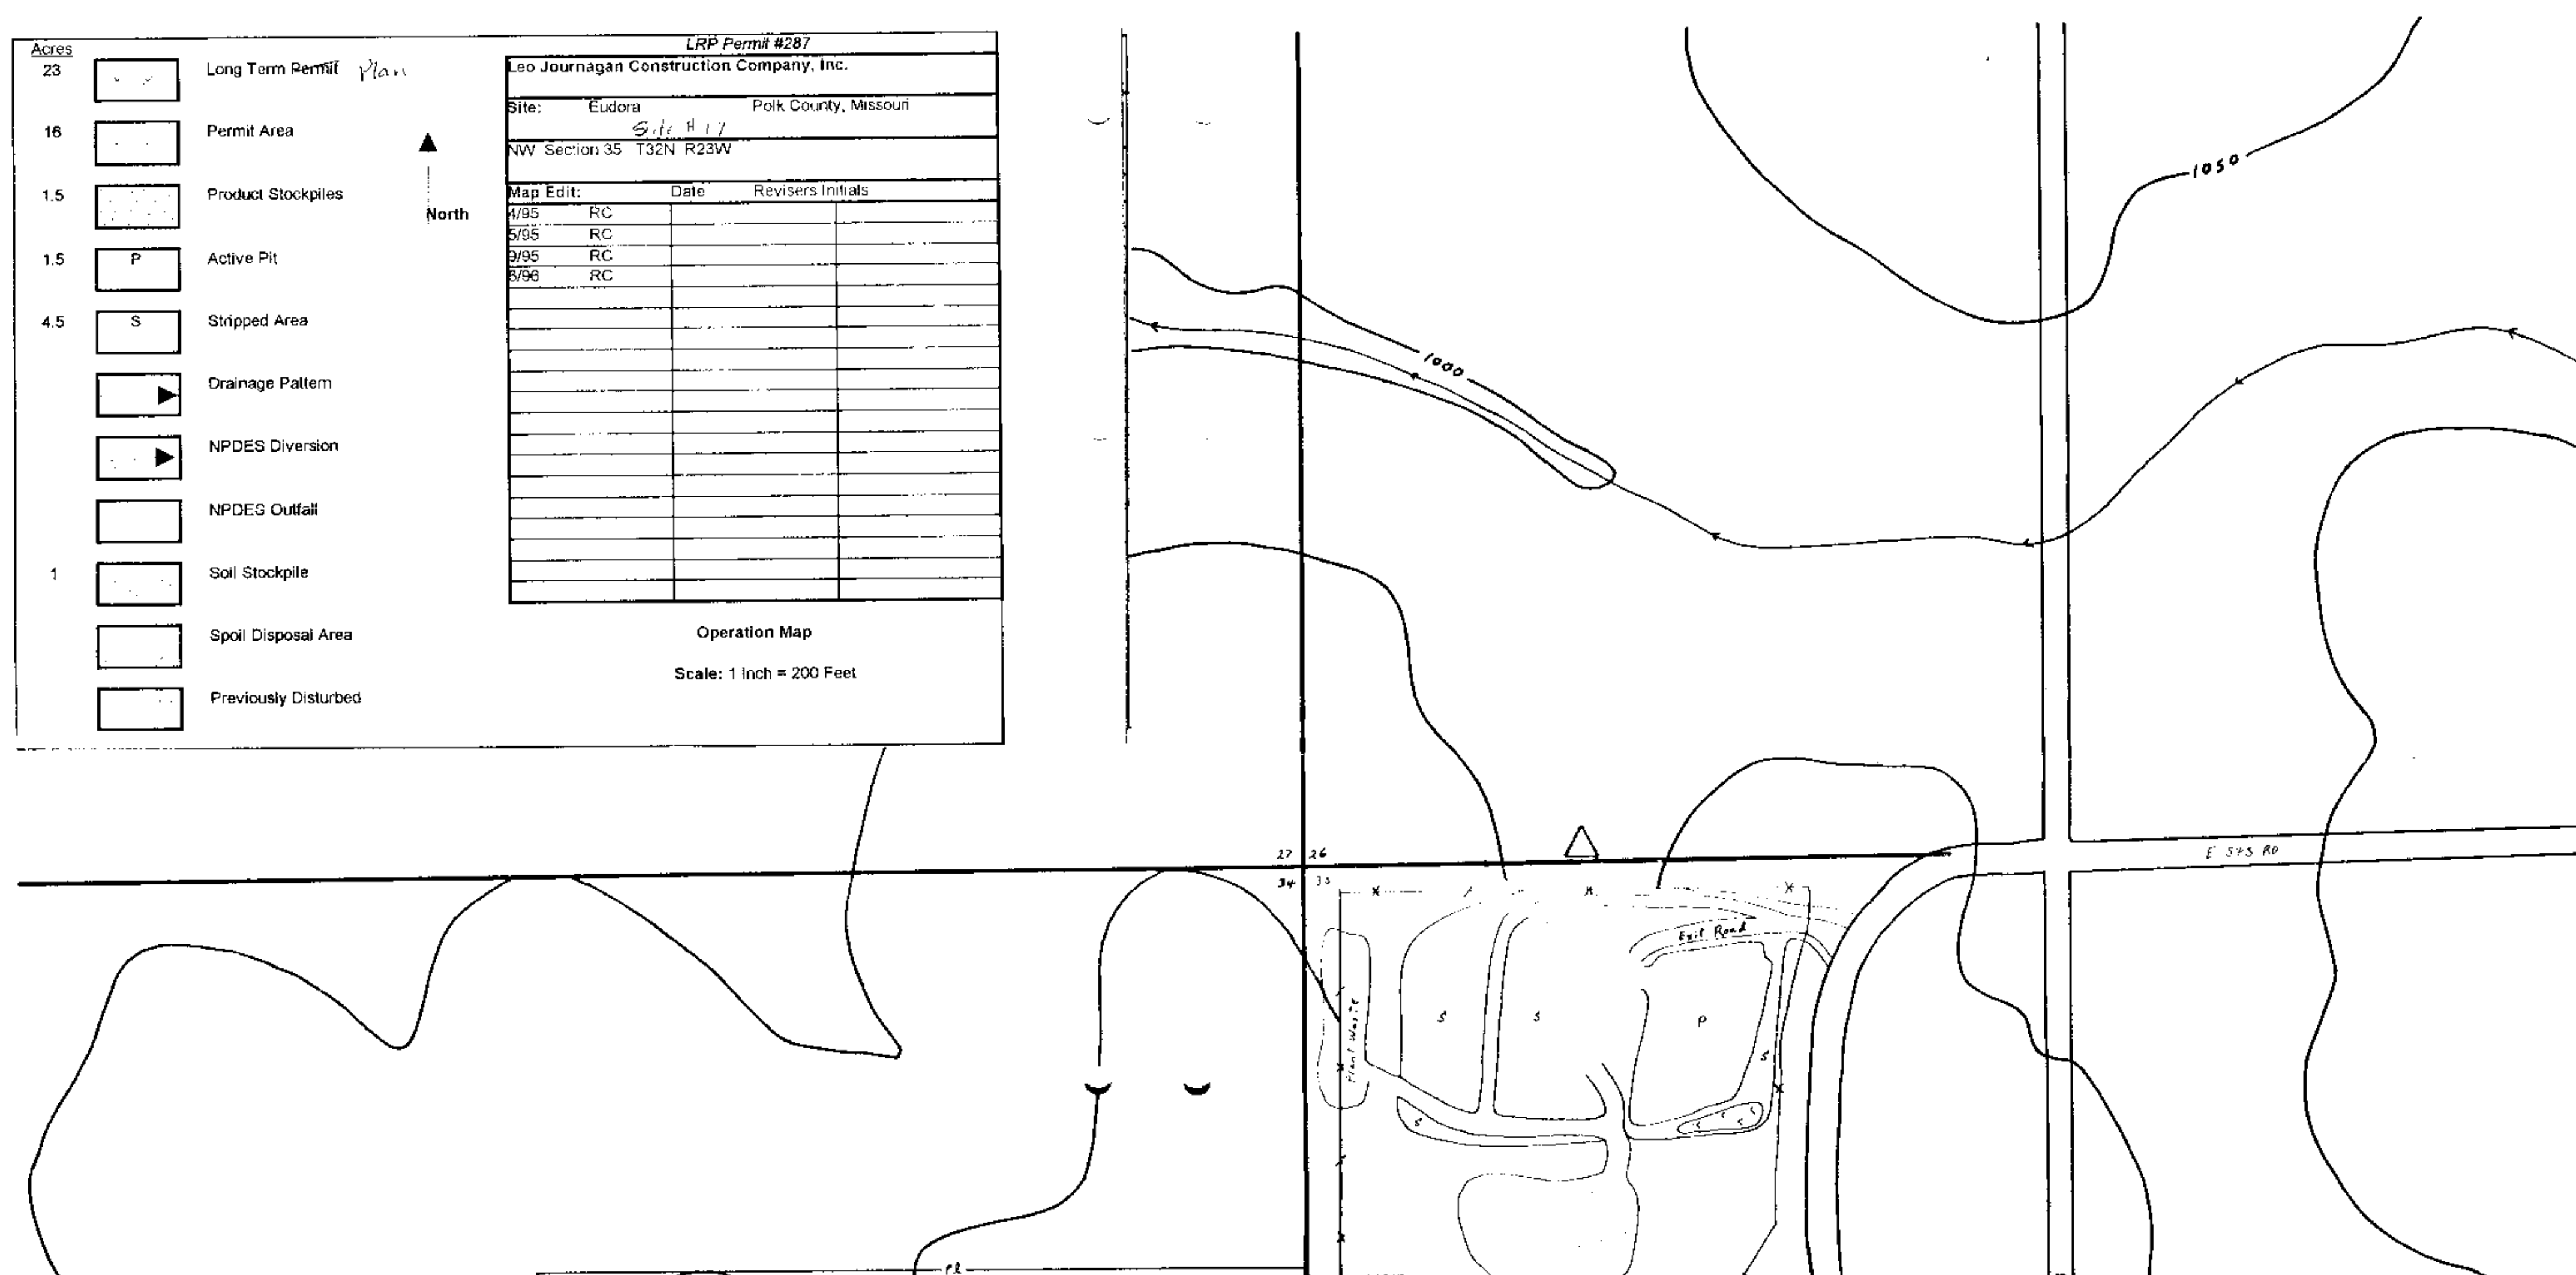 Acres
23 Long Term Permit Plan
16 Permit Area
1.5 Product Stockpiles
1.5 P Active Pit
4.5 S Stripped Area
Drainage Pattern
NPDES Diversion
NPDES Outfall
1 Soil Stockpile
Spoil Disposal Area
Previously Disturbed
North
LRP Permit #287
Leo Journagan Construction Company, Inc.
Site: Eudora Polk County, Missouri
Site # 17
NW Section 35 T32N R23W
Map Edit: Date Revisers Initials
4/95 RC
5/95 RC
9/95 RC
6/96 RC
Operation Map
Scale: 1 Inch = 200 Feet
1050
1000
27 26
34 35
E 545 RD
Exit Road
Plant Waste
S
S
P
S
S
S
S
S
PL